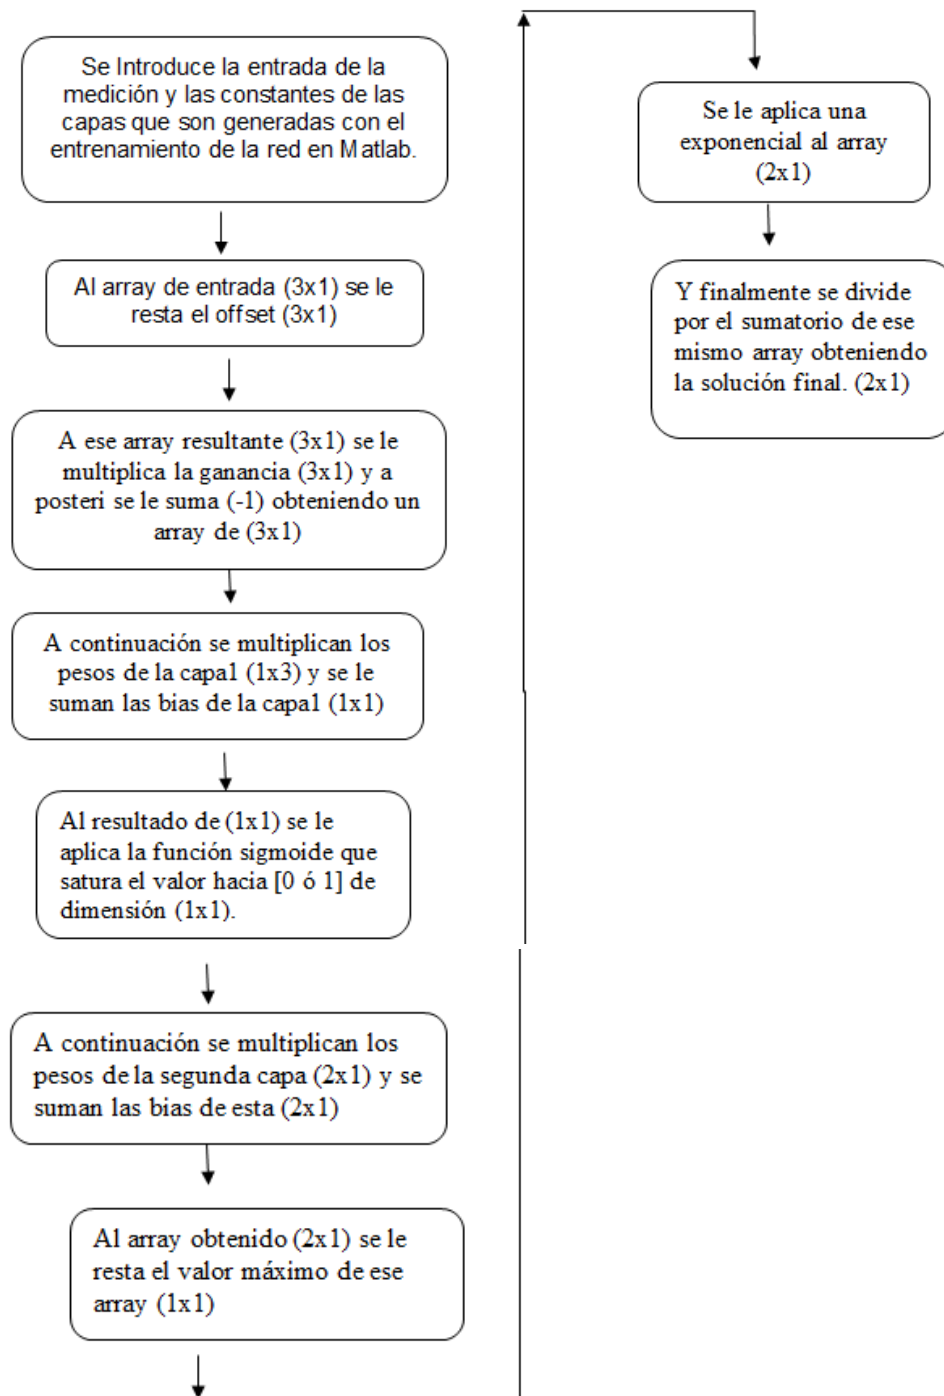 Se Introduce la entrada de la
medición y las constantes de las
capas que son generadas con el
entrenamiento de la red en Matlab.
Al array de entrada (3x1) se le
resta el offset (3x1)
A ese array resultante (3x1) se le
multiplica la ganancia (3x1) y a
posteri se le suma (-1) obteniendo un
array de (3x1)
A continuación se multiplican los
pesos de la capa1 (1x3) y se le
suman las bias de la capa1 (1x1)
Al resultado de (1x1) se le
aplica la función sigmoide que
satura el valor hacia [0 ó 1] de
dimensión (1x1).
A continuación se multiplican los
pesos de la segunda capa (2x1) y se
suman las bias de esta (2x1)
Al array obtenido (2x1) se le
resta el valor máximo de ese
array (1x1)
Se le aplica una
exponencial al array
(2x1)
Y finalmente se divide
por el sumatorio de ese
mismo array obteniendo
la solución final. (2x1)